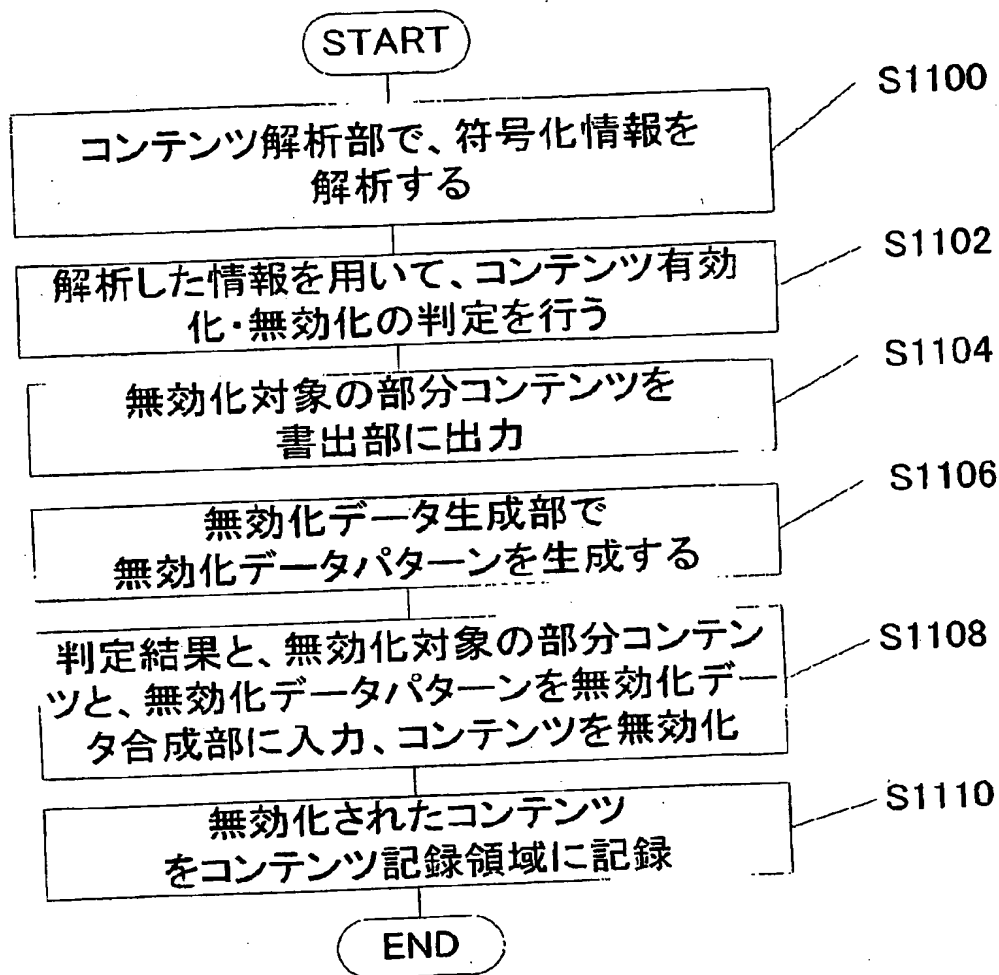 START
S1100
コンテンツ解析部で、符号化情報を
解析する
S1102
解析した情報を用いて、コンテンツ有効
化・無効化の判定を行う
S1104
無効化対象の部分コンテンツを
書出部に出力
S1106
無効化データ生成部で
無効化データパターンを生成する
S1108
判定結果と、無効化対象の部分コンテン
ツと、無効化データパターンを無効化デー
タ合成部に入力、コンテンツを無効化
S1110
無効化されたコンテンツ
をコンテンツ記録領域に記録
END